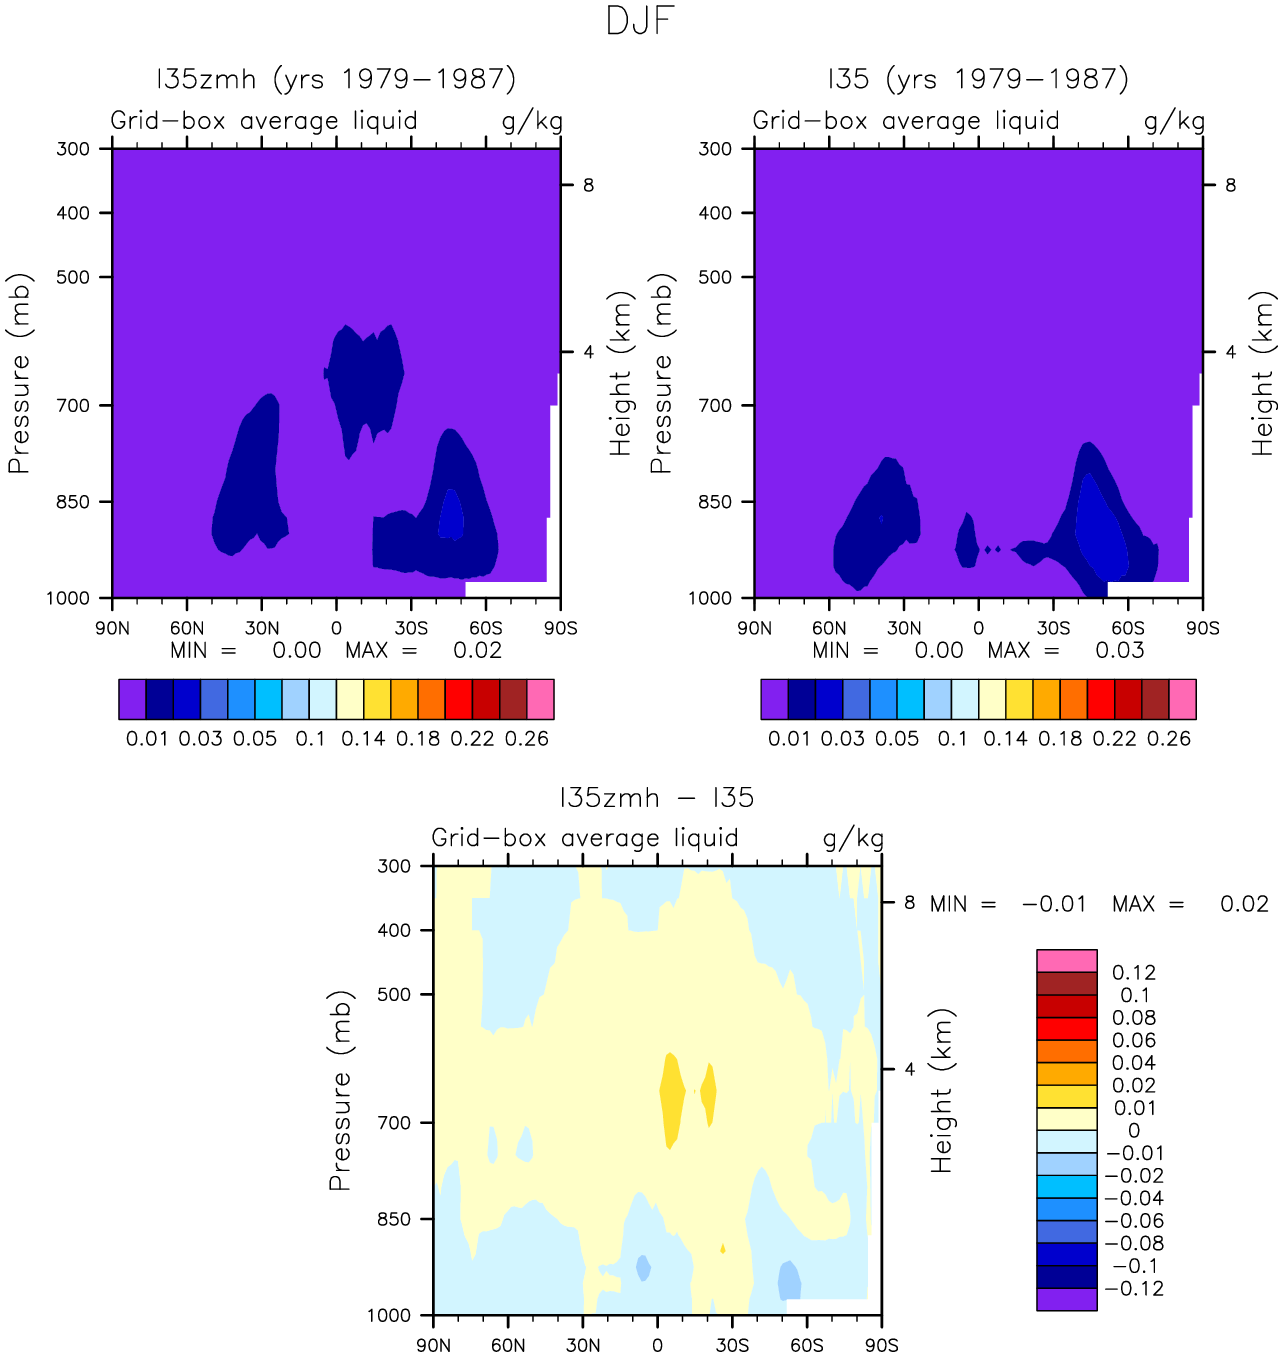 DJF
I35zmh (yrs 1979-1987)
Grid-box average liquid g/kg
300
400
500
700
850
1000
Pressure (mb)
8
4
Height (km)
90N 60N 30N 0 30S 60S 90S
MIN = 0.00 MAX = 0.02
0.01 0.03 0.05 0.1 0.14 0.18 0.22 0.26
I35 (yrs 1979-1987)
Grid-box average liquid g/kg
300
400
500
700
850
1000
Pressure (mb)
8
4
Height (km)
90N 60N 30N 0 30S 60S 90S
MIN = 0.00 MAX = 0.03
0.01 0.03 0.05 0.1 0.14 0.18 0.22 0.26
I35zmh - I35
Grid-box average liquid g/kg
300
400
500
700
850
1000
Pressure (mb)
8
4
Height (km)
90N 60N 30N 0 30S 60S 90S
MIN = -0.01 MAX = 0.02
0.12
0.1
0.08
0.06
0.04
0.02
0.01
0
-0.01
-0.02
-0.04
-0.06
-0.08
-0.1
-0.12